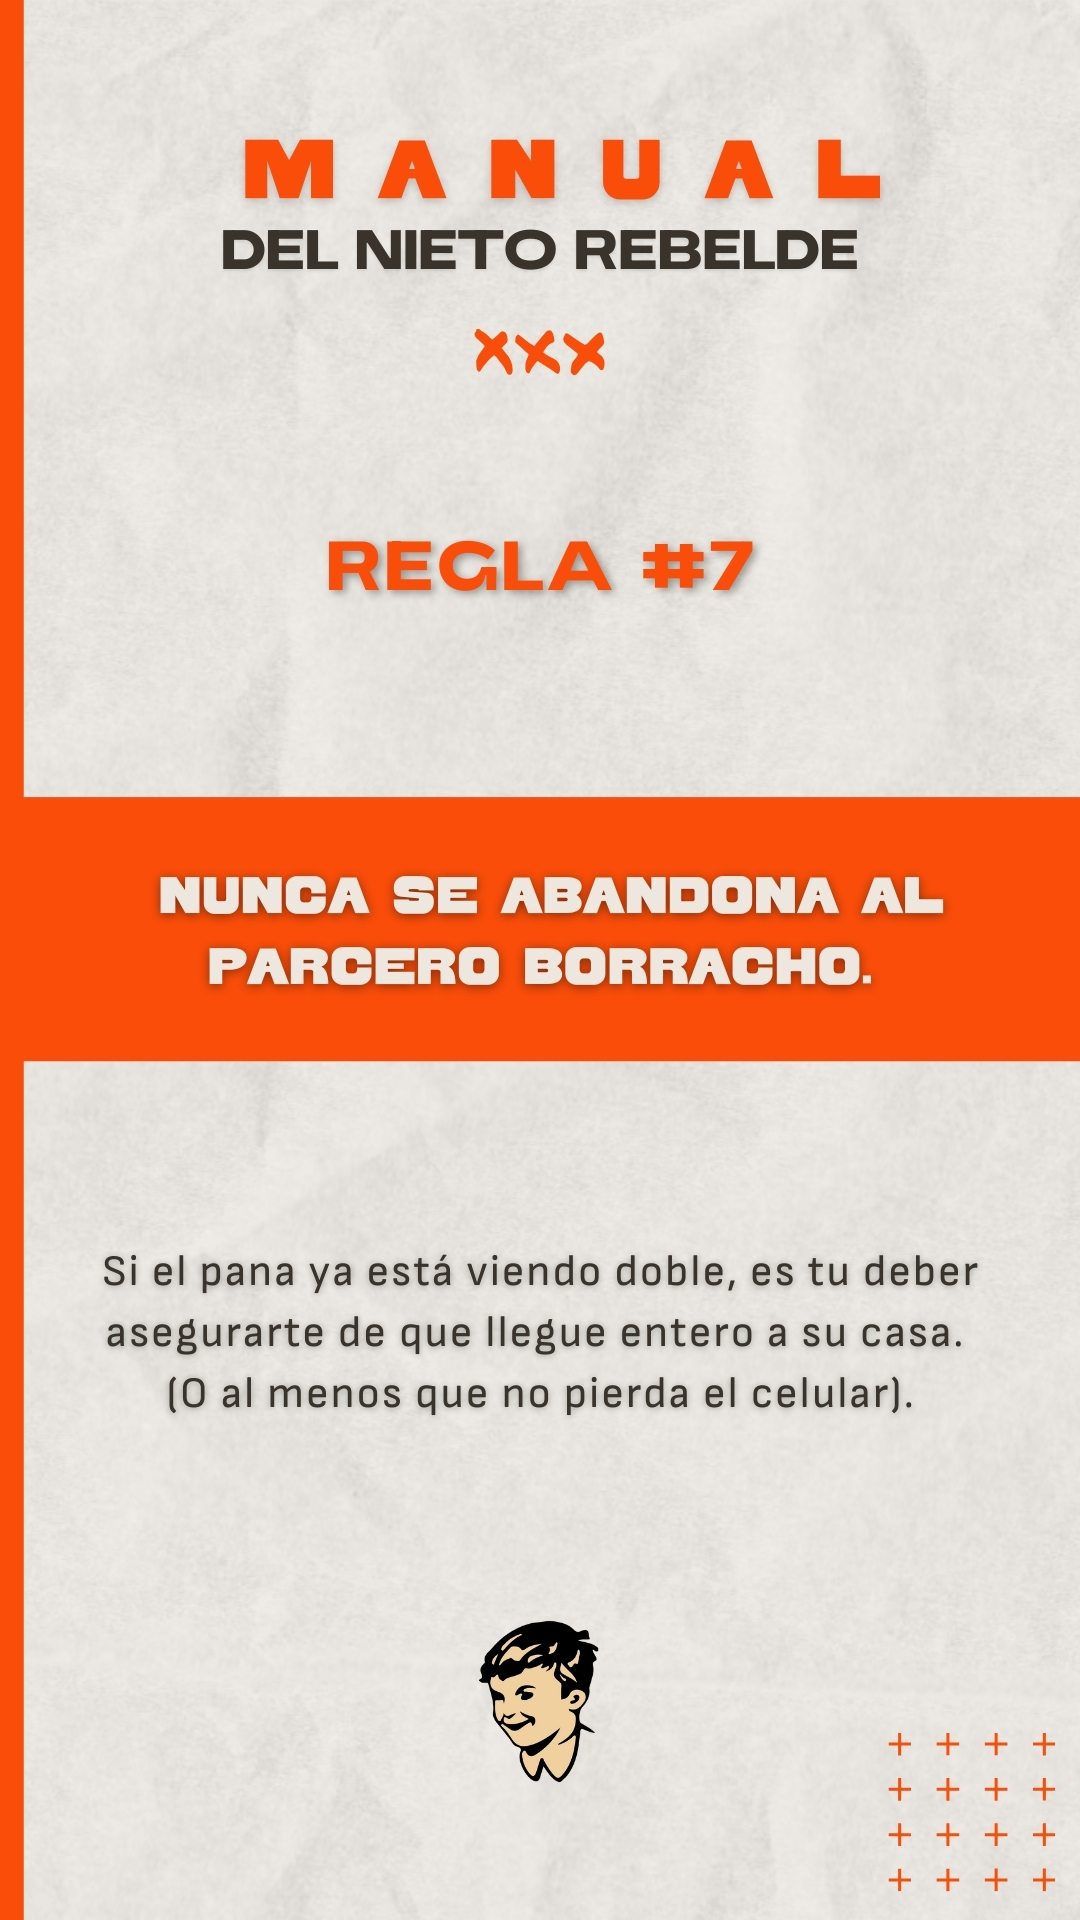 MANUAL
DEL NIETO REBELDE
XXX
REGLA #7
NUNCA SE ABANDONA AL
PARCERO BORRACHO.
Si el pana ya está viendo doble, es tu deber
asegurarte de que llegue entero a su casa.
(O al menos que no pierda el celular).